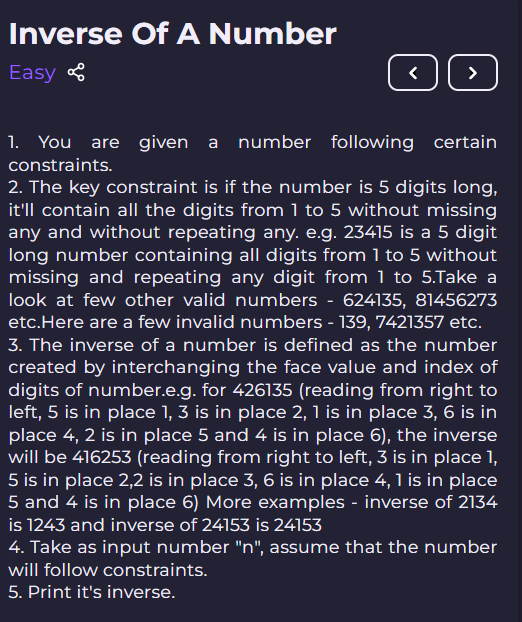 Inverse Of A Number
Easy
1. You are given a number following certain
constraints.
2. The key constraint is if the number is 5 digits long,
it'll contain all the digits from 1 to 5 without missing
any and without repeating any. e.g. 23415 is a 5 digit
long number containing all digits from 1 to 5 without
missing and repeating any digit from 1 to 5.Take a
look at few other valid numbers - 624135, 81456273
etc.Here are a few invalid numbers - 139, 7421357 etc.
3. The inverse of a number is defined as the number
created by interchanging the face value and index of
digits of number.e.g. for 426135 (reading from right to
left, 5 is in place 1, 3 is in place 2, 1 is in place 3, 6 is in
place 4, 2 is in place 5 and 4 is in place 6), the inverse
will be 416253 (reading from right to left, 3 is in place 1,
5 is in place 2,2 is in place 3, 6 is in place 4, 1 is in place
5 and 4 is in place 6) More examples - inverse of 2134
is 1243 and inverse of 24153 is 24153
4. Take as input number "n", assume that the number
will follow constraints.
5. Print it's inverse.